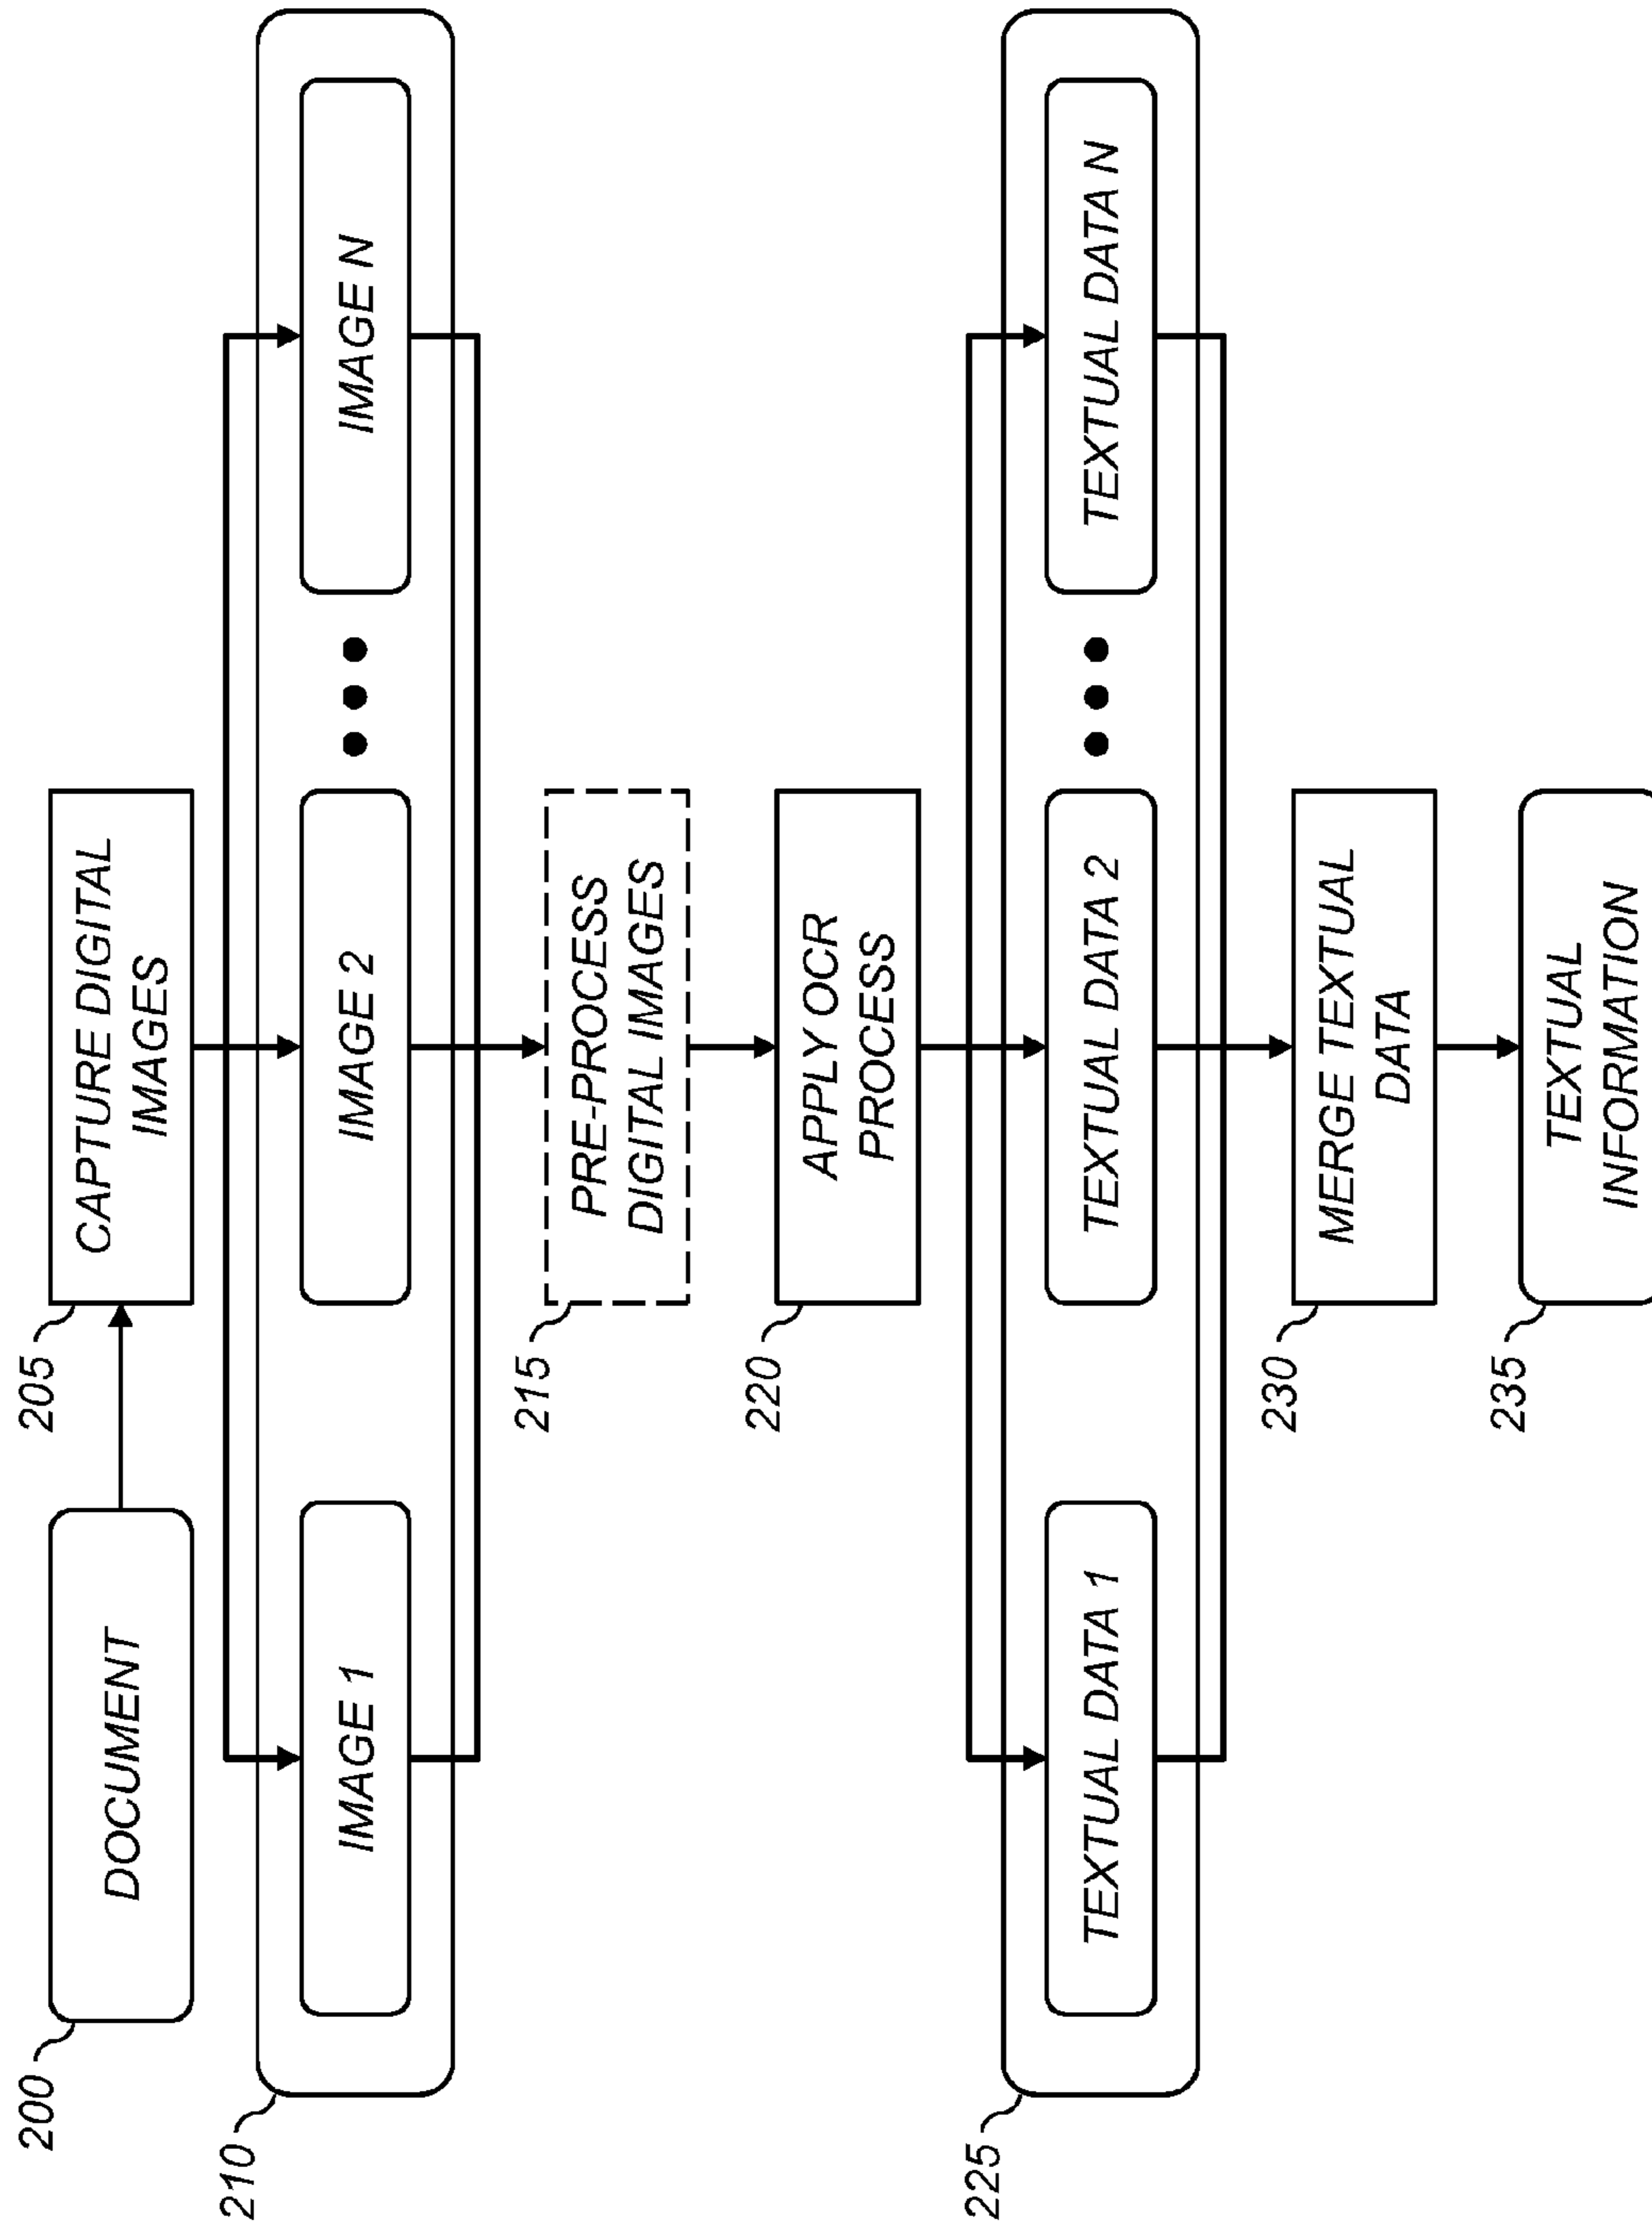 200
DOCUMENT
205
CAPTURE DIGITAL
IMAGES
210
IMAGE 1
IMAGE 2
IMAGE N
215
PRE-PROCESS
DIGITAL IMAGES
220
APPLY OCR
PROCESS
225
TEXTUAL DATA 1
TEXTUAL DATA 2
TEXTUAL DATA N
230
MERGE TEXTUAL
DATA
235
TEXTUAL
INFORMATION